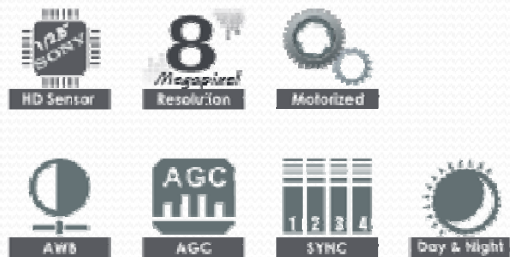 1/2.8"
SONY
HD Sensor
8
Megapixel
Resolution
Motorized
AWB
AGC
AGC
1 2 3 4
SYNC
Day & Night